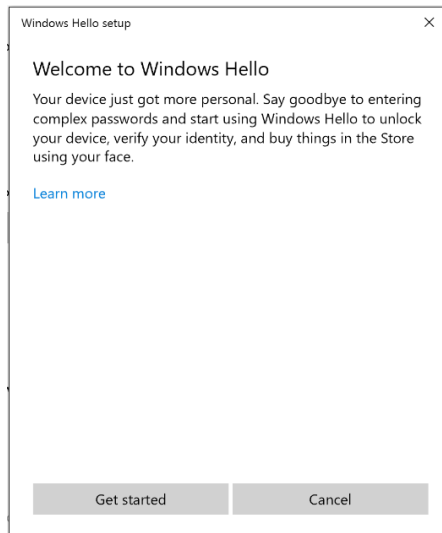 Windows Hello setup
Welcome to Windows Hello
Your device just got more personal. Say goodbye to entering
complex passwords and start using Windows Hello to unlock
your device, verify your identity, and buy things in the Store
using your face.
Learn more
Get started
Cancel